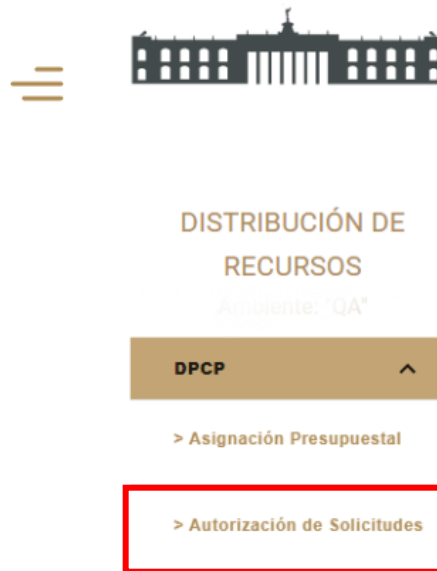 DISTRIBUCIÓN DE
RECURSOS
Ambiente: "QA"
DPCP
> Asignación Presupuestal
> Autorización de Solicitudes